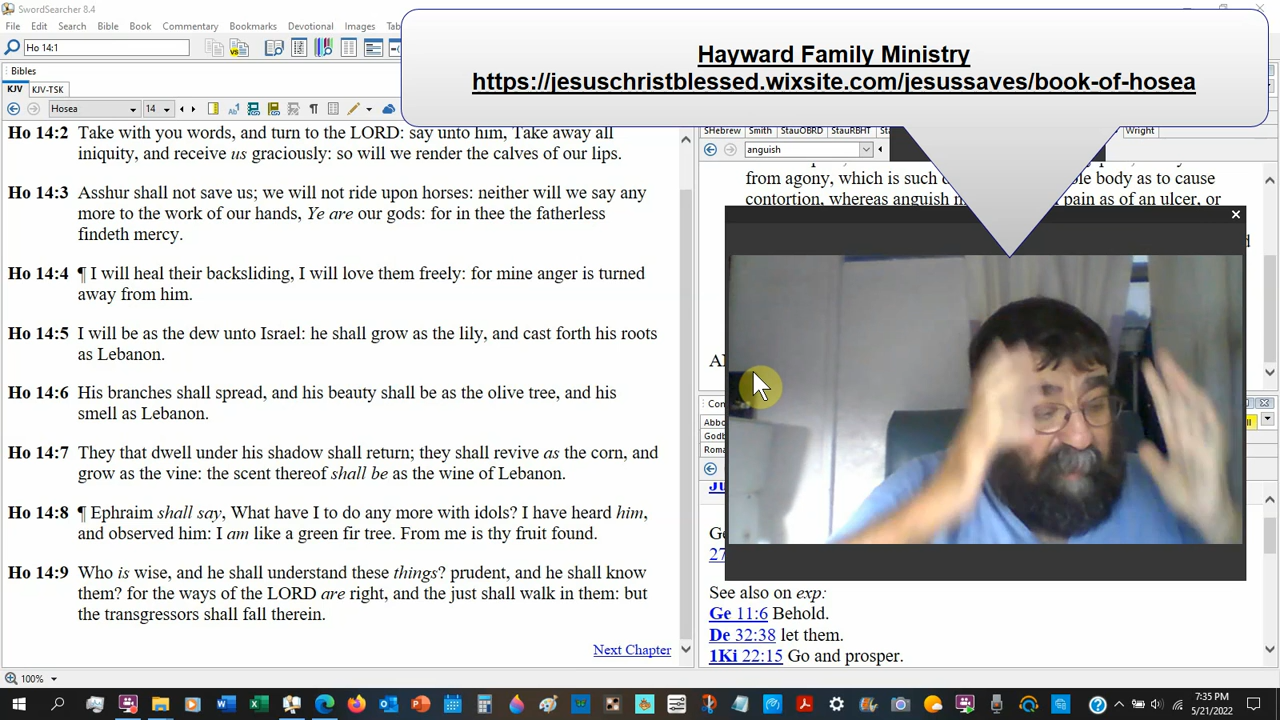 SwordSearcher 8.4
File Edit Search Bible Book Commentary Bookmarks Devotional Images
Hayward Family Ministry
https://jesuschristblessed.wixsite.com/jesussaves/book-of-hosea
Ho 14:1
Bibles
KJV KJV-TSK
Hosea 14
Ho 14:2 Take with you words, and turn to the LORD: say unto him, Take away all
iniquity, and receive us graciously: so will we render the calves of our lips.
Ho 14:3 Asshur shall not save us; we will not ride upon horses: neither will we say any
more to the work of our hands, Ye are our gods: for in thee the fatherless
findeth mercy.
Ho 14:4 ¶ I will heal their backsliding, I will love them freely: for mine anger is turned
away from him.
Ho 14:5 I will be as the dew unto Israel: he shall grow as the lily, and cast forth his roots
as Lebanon.
Ho 14:6 His branches shall spread, and his beauty shall be as the olive tree, and his
smell as Lebanon.
Ho 14:7 They that dwell under his shadow shall return; they shall revive as the corn, and
grow as the vine: the scent thereof shall be as the wine of Lebanon.
Ho 14:8 ¶ Ephraim shall say, What have I to do any more with idols? I have heard him,
and observed him: I am like a green fir tree. From me is thy fruit found.
Ho 14:9 Who is wise, and he shall understand these things? prudent, and he shall know
them? for the ways of the LORD are right, and the just shall walk in them: but
the transgressors shall fall therein.
Next Chapter
100%
SHebrew Smith StauOBRD StauRBHT Wright
anguish
from agony, which is such body as to cause
contortion, whereas anguish pain as of an ulcer, or
See also on exp:
Ge 11:6 Behold.
De 32:38 let them.
1Ki 22:15 Go and prosper.
7:35 PM
5/21/2022